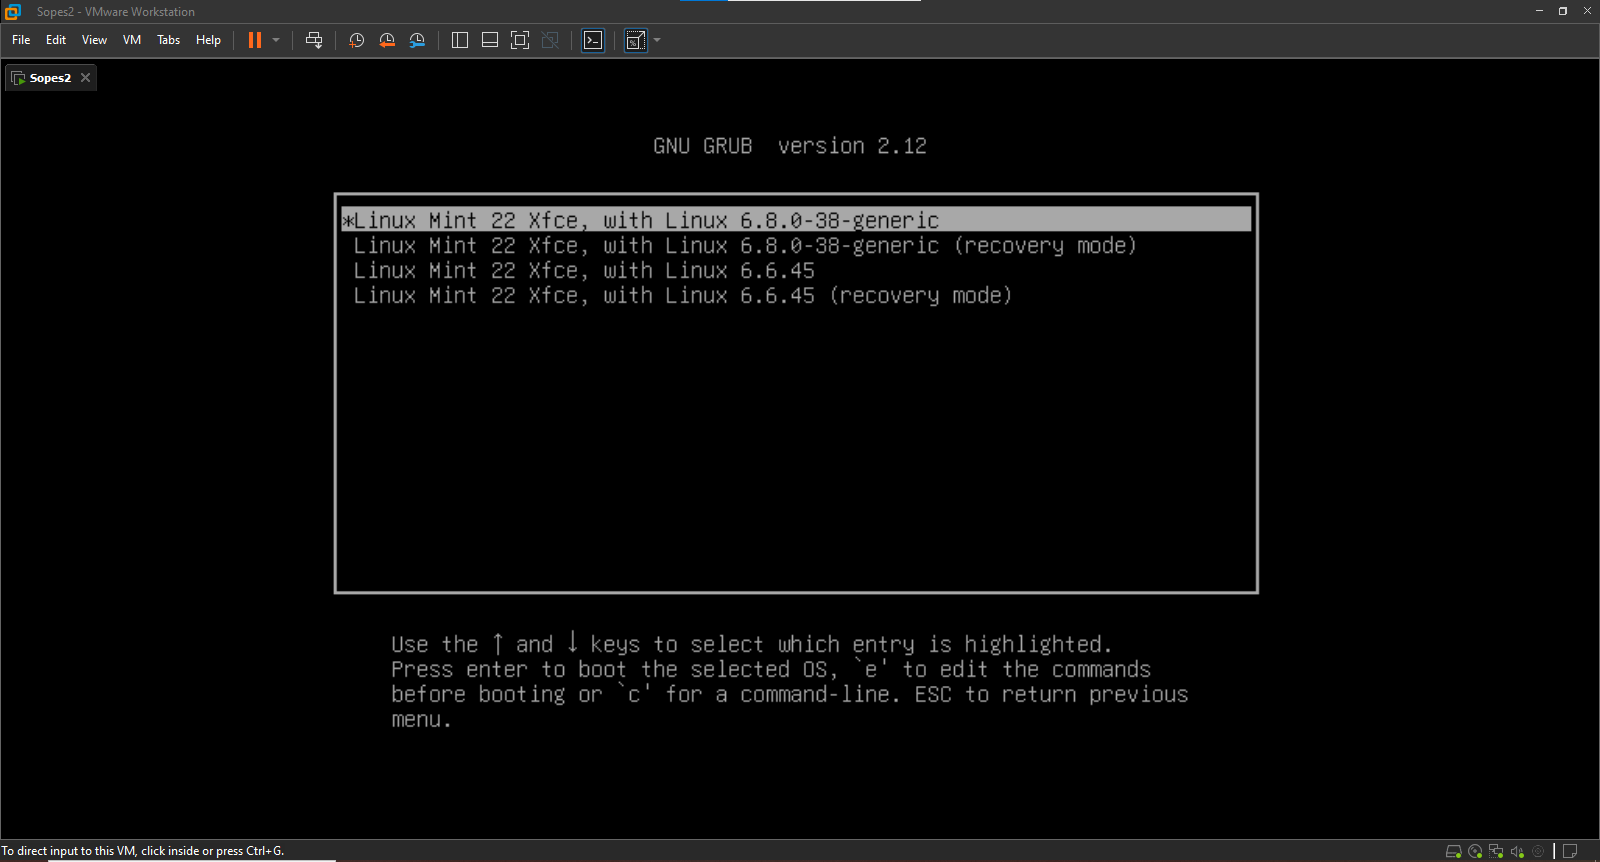 Sopes2 - VMware Workstation
File Edit View VM Tabs Help
Sopes2
GNU GRUB version 2.12
*Linux Mint 22 Xfce, with Linux 6.8.0-38-generic
Linux Mint 22 Xfce, with Linux 6.8.0-38-generic (recovery mode)
Linux Mint 22 Xfce, with Linux 6.6.45
Linux Mint 22 Xfce, with Linux 6.6.45 (recovery mode)
Use the ↑ and ↓ keys to select which entry is highlighted.
Press enter to boot the selected OS, `e' to edit the commands
before booting or `c' for a command-line. ESC to return previous
menu.
To direct input to this VM, click inside or press Ctrl+G.